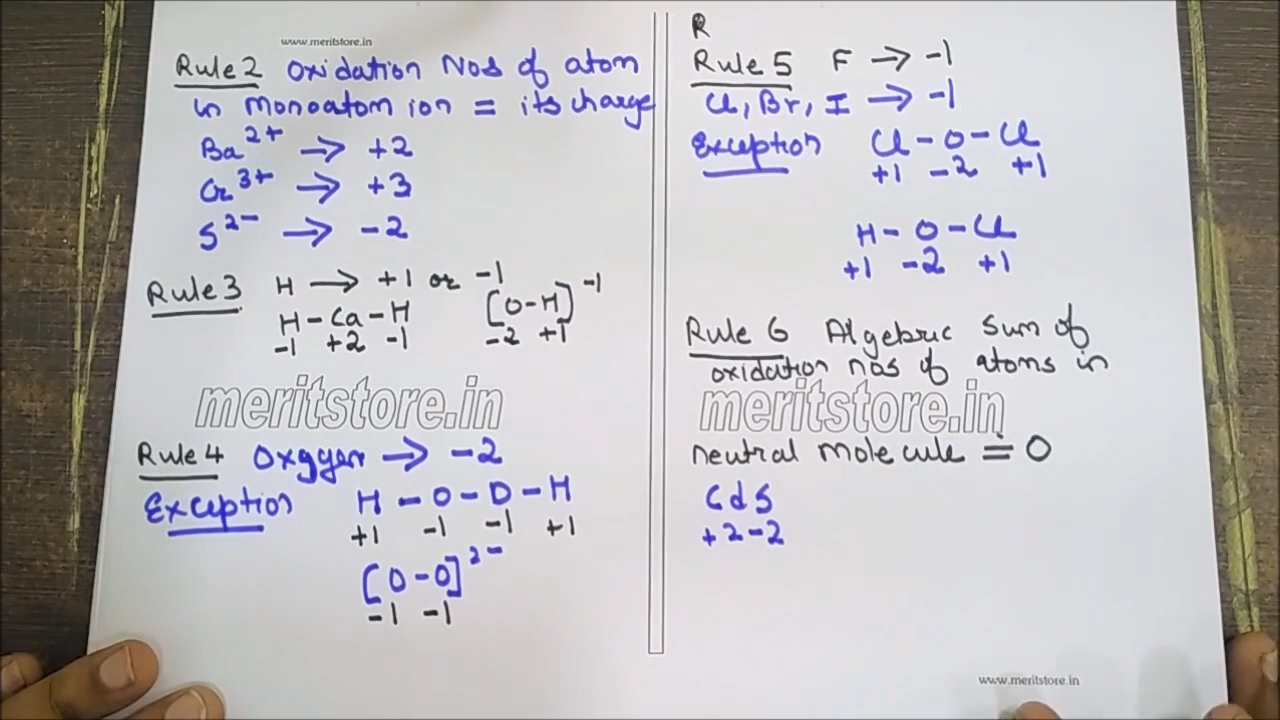 www.meritstore.in
Rule 2 Oxidation Nos of atom
in monoatom ion = its charge
Ba2+ → +2
Cr3+ → +3
S2- → -2
Rule 3 H → +1 or -1
H - Ca - H [O-H]-1
-1 +2 -1 -2 +1
meritstore.in
Rule 4 Oxygen → -2
Exception H - O - O - H
+1 -1 -1 +1
[O-O]2-
-1 -1
R
Rule 5 F → -1
Cl, Br, I → -1
Exception Cl - O - Cl
+1 -2 +1
H - O - Cl
+1 -2 +1
Rule 6 Algebric Sum of
oxidation nos of atoms in
meritstore.in
neutral molecule = 0
CdS
+2-2
www.meritstore.in